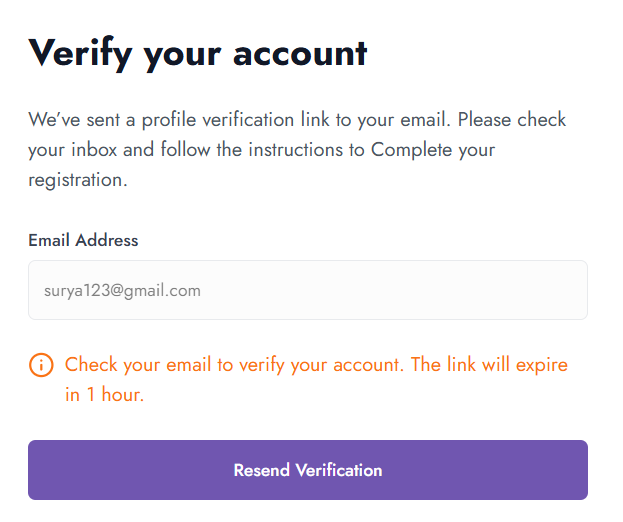 Verify your account
We've sent a profile verification link to your email. Please check
your inbox and follow the instructions to Complete your
registration.
Email Address
surya123@gmail.com
Check your email to verify your account. The link will expire
in 1 hour.
Resend Verification